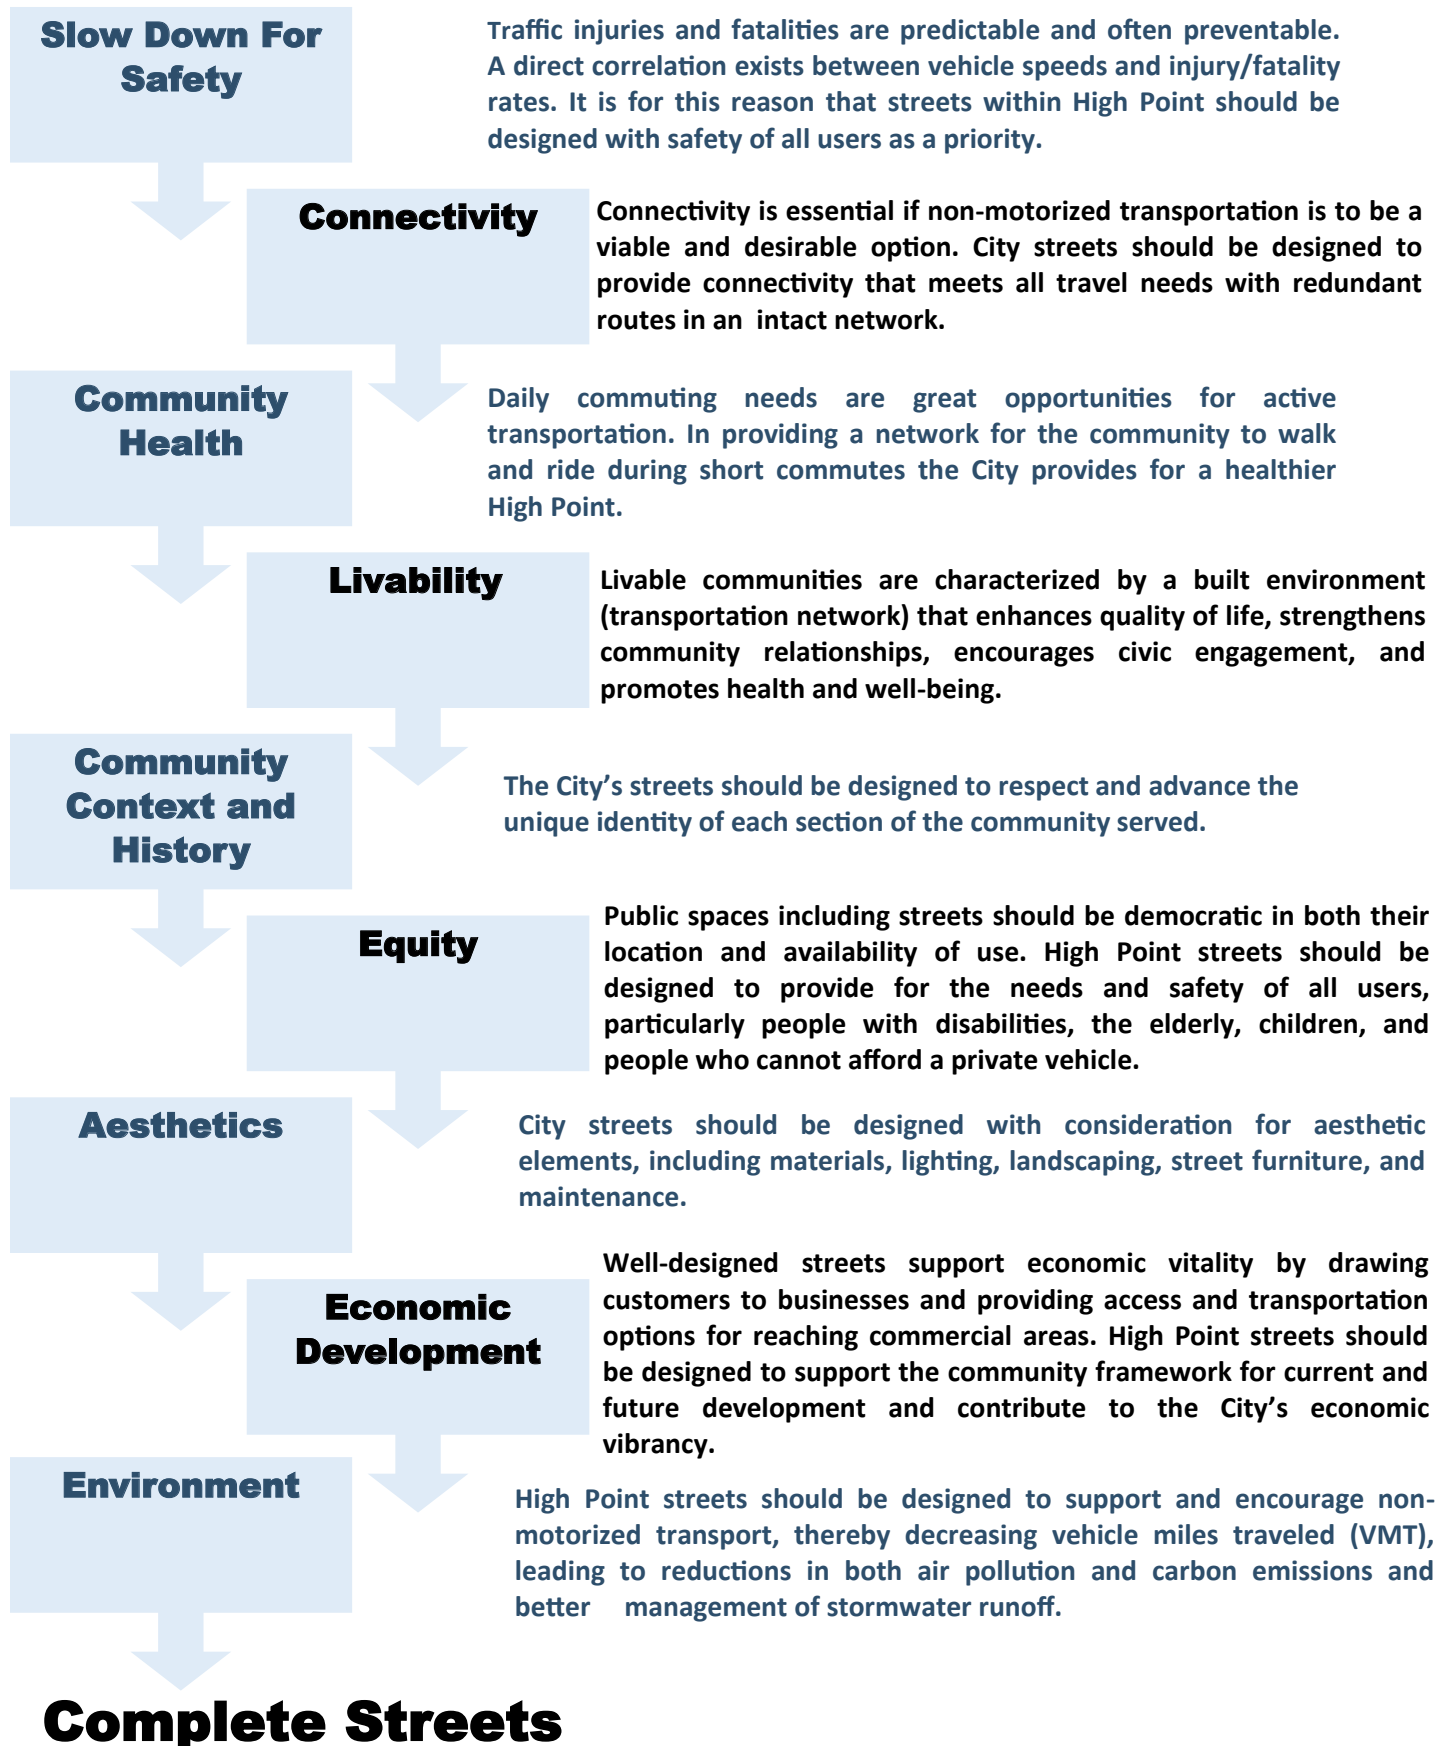 Slow Down For
Safety
Traffic injuries and fatalities are predictable and often preventable.
A direct correlation exists between vehicle speeds and injury/fatality
rates. It is for this reason that streets within High Point should be
designed with safety of all users as a priority.
Connectivity
Connectivity is essential if non-motorized transportation is to be a
viable and desirable option. City streets should be designed to
provide connectivity that meets all travel needs with redundant
routes in an intact network.
Community
Health
Daily commuting needs are great opportunities for active
transportation. In providing a network for the community to walk
and ride during short commutes the City provides for a healthier
High Point.
Livability
Livable communities are characterized by a built environment
(transportation network) that enhances quality of life, strengthens
community relationships, encourages civic engagement, and
promotes health and well-being.
Community
Context and
History
The City’s streets should be designed to respect and advance the
unique identity of each section of the community served.
Equity
Public spaces including streets should be democratic in both their
location and availability of use. High Point streets should be
designed to provide for the needs and safety of all users,
particularly people with disabilities, the elderly, children, and
people who cannot afford a private vehicle.
Aesthetics
City streets should be designed with consideration for aesthetic
elements, including materials, lighting, landscaping, street furniture, and
maintenance.
Economic
Development
Well-designed streets support economic vitality by drawing
customers to businesses and providing access and transportation
options for reaching commercial areas. High Point streets should
be designed to support the community framework for current and
future development and contribute to the City’s economic
vibrancy.
Environment
High Point streets should be designed to support and encourage non-
motorized transport, thereby decreasing vehicle miles traveled (VMT),
leading to reductions in both air pollution and carbon emissions and
better management of stormwater runoff.
Complete Streets